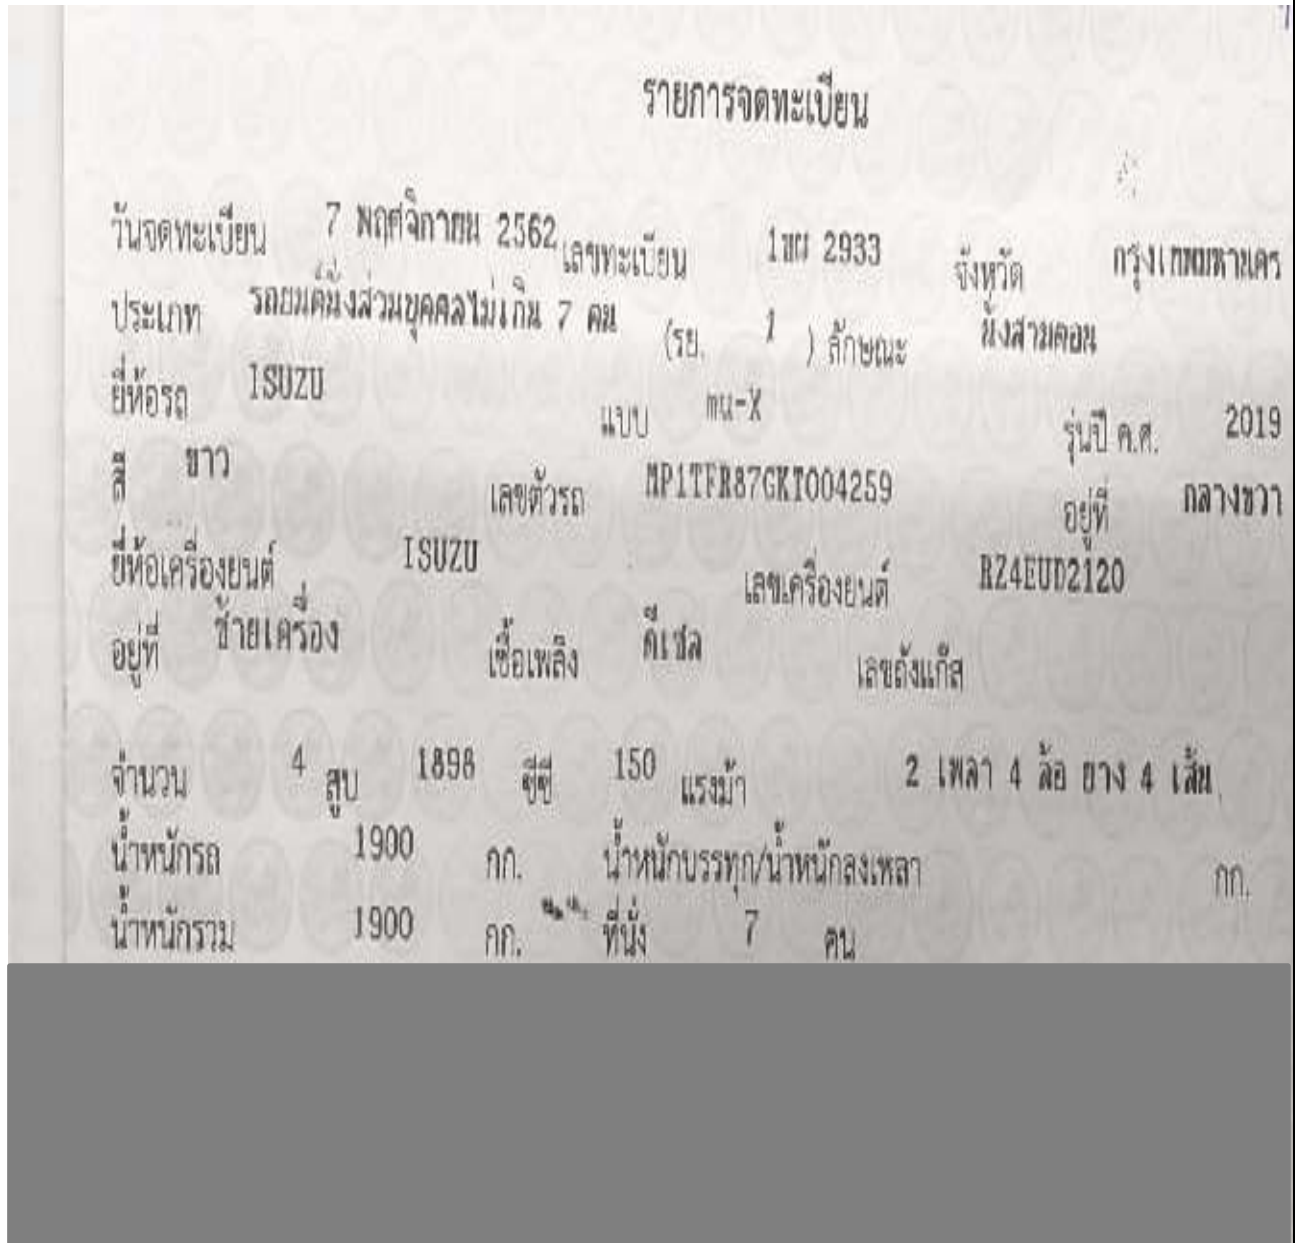 รายการจดทะเบียน
วันจดทะเบียน 7 พฤศจิกายน 2562 เลขทะเบียน 1ขผ 2933 จังหวัด กรุงเทพมหานคร
ประเภท รถยนต์นั่งส่วนบุคคลไม่เกิน 7 คน (รย. 1 ) ลักษณะ นั่งสามตอน
ยี่ห้อรถ ISUZU แบบ mu-X รุ่นปี ค.ศ. 2019
สี ขาว เลขตัวรถ MP1TFR87GKT004259 อยู่ที่ กลางขวา
ยี่ห้อเครื่องยนต์ ISUZU เลขเครื่องยนต์ RZ4EUD2120
อยู่ที่ ซ้ายเครื่อง เชื้อเพลิง ดีเซล เลขถังแก๊ส
จำนวน 4 สูบ 1898 ซีซี 150 แรงม้า 2 เพลา 4 ล้อ ยาง 4 เส้น
น้ำหนักรถ 1900 กก. น้ำหนักบรรทุก/น้ำหนักลงเพลา กก.
น้ำหนักรวม 1900 กก. ที่นั่ง 7 คน